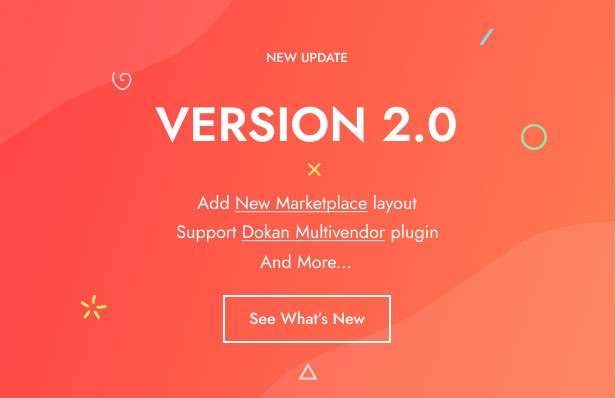 NEW UPDATE
VERSION 2.0
Add New Marketplace layout
Support Dokan Multivendor plugin
And More...
See What's New